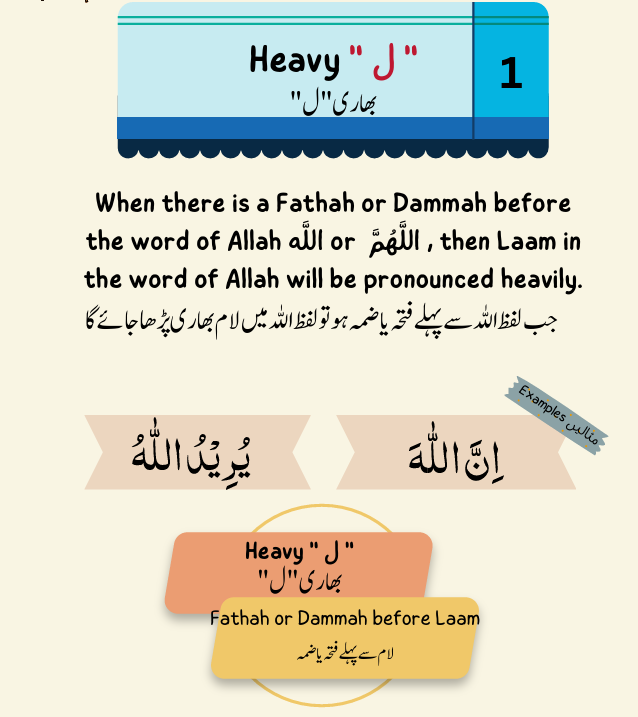 Heavy " ل "
بھاری "ل"
1
When there is a Fathah or Dammah before
the word of Allah اللَّه or اللَّهُمَّ , then Laam in
the word of Allah will be pronounced heavily.
جب لفظ اللہ سے پہلے فتحہ یا ضمہ ہو تو لفظ اللہ میں لام بھاری پڑھا جائے گا
Examples مثالیں
اِنَّ اللّٰهَ
يُرِيْدُ اللّٰهُ
Heavy " ل "
بھاری "ل"
Fathah or Dammah before Laam
لام سے پہلے فتحہ یا ضمہ